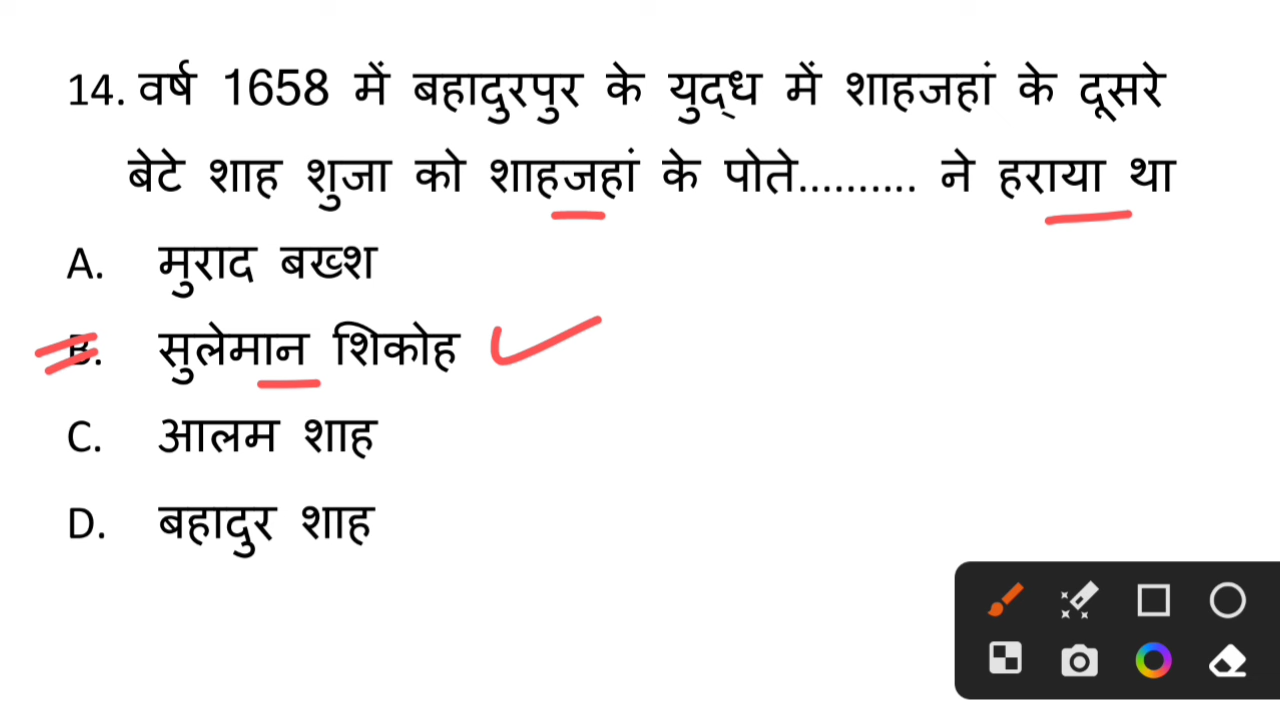 14. वर्ष 1658 में बहादुरपुर के युद्ध में शाहजहां के दूसरे
बेटे शाह शुजा को शाहजहां के पोते.......... ने हराया था
A. मुराद बख्श
B. सुलेमान शिकोह
C. आलम शाह
D. बहादुर शाह